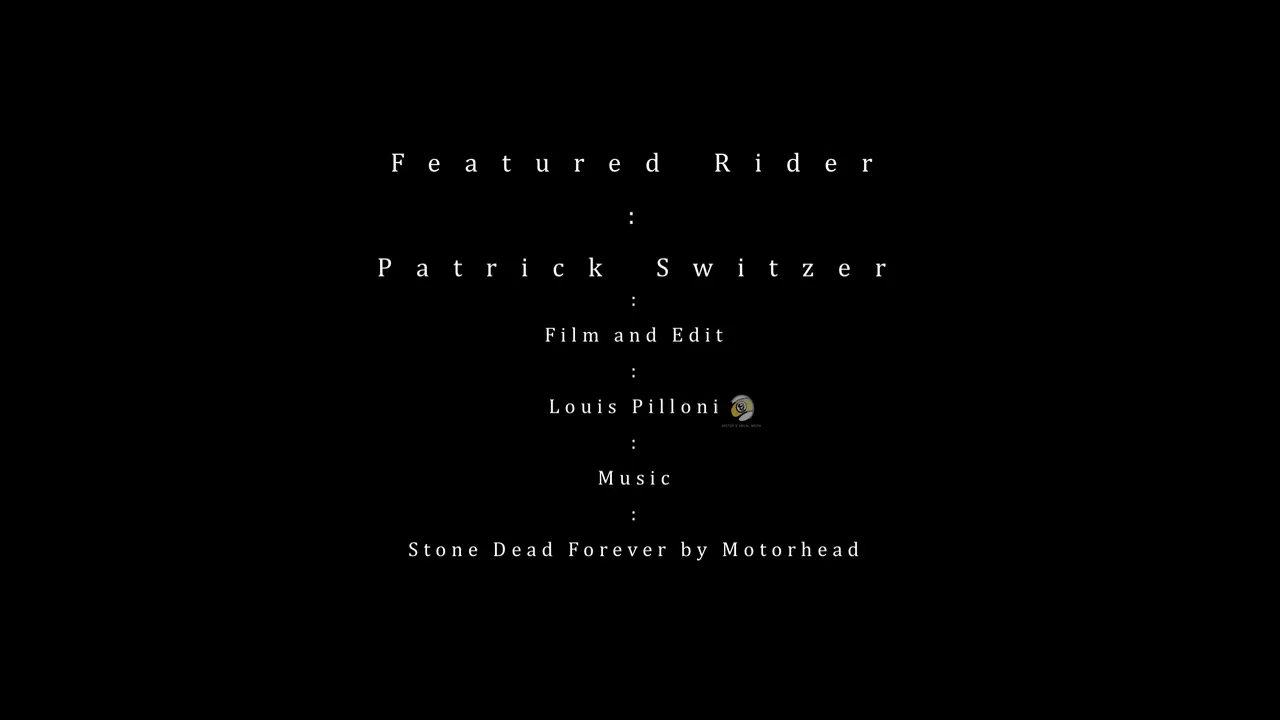 Featured Rider
:
Patrick Switzer
:
Film and Edit
:
Louis Pilloni
:
Music
:
Stone Dead Forever by Motorhead